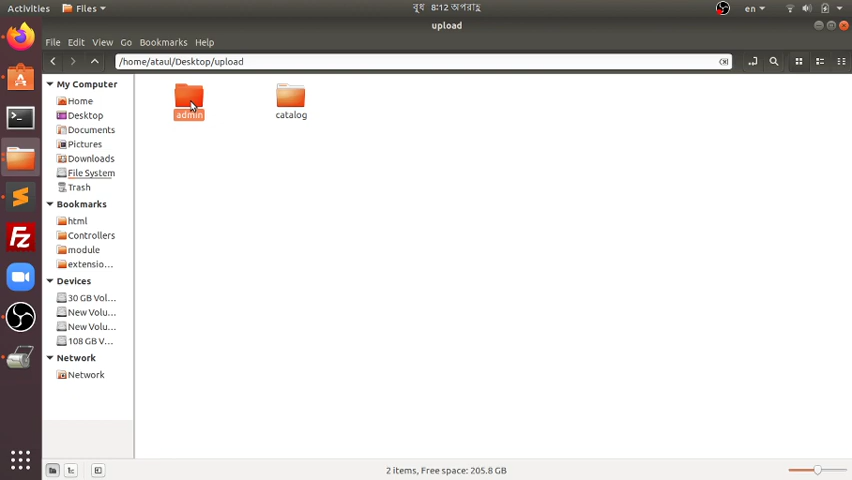 Activities Files বুধ 8:12 অপরাহ্ণ en
upload
File Edit View Go Bookmarks Help
/home/ataul/Desktop/upload
My Computer
Home
Desktop
Documents
Pictures
Downloads
File System
Trash
Bookmarks
html
Controllers
module
extensio...
Devices
30 GB Vol...
New Volu...
New Volu...
108 GB V...
Network
Network
admin catalog
2 items, Free space: 205.8 GB